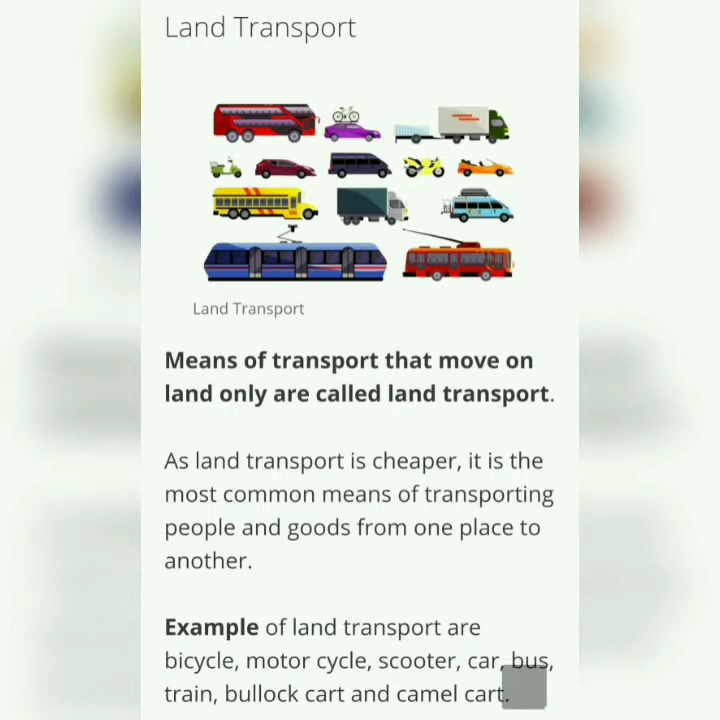 Land Transport
Land Transport
Means of transport that move on
land only are called land transport.
As land transport is cheaper, it is the
most common means of transporting
people and goods from one place to
another.
Example of land transport are
bicycle, motor cycle, scooter, car, bus,
train, bullock cart and camel cart.